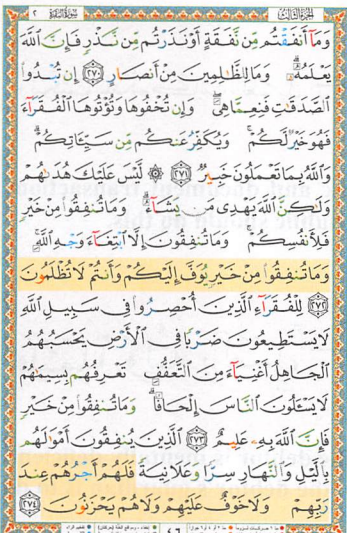 الجزء الثالث سورة البقرة ٢
وَمَآ أَنفَقْتُم مِّن نَّفَقَةٍ أَوْ نَذَرْتُم مِّن نَّذْرٍ فَإِنَّ ٱللَّهَ
يَعْلَمُهُۥ ۗ وَمَا لِلظَّٰلِمِينَ مِنْ أَنصَارٍ ﴿٢٧٠﴾ إِن تُبْدُوا۟
ٱلصَّدَقَٰتِ فَنِعِمَّا هِىَ ۖ وَإِن تُخْفُوهَا وَتُؤْتُوهَا ٱلْفُقَرَآءَ
فَهُوَ خَيْرٌ لَّكُمْ ۚ وَيُكَفِّرُ عَنكُم مِّن سَيِّـَٔاتِكُمْ ۗ
وَٱللَّهُ بِمَا تَعْمَلُونَ خَبِيرٌ ﴿٢٧١﴾ ۞ لَّيْسَ عَلَيْكَ هُدَىٰهُمْ
وَلَٰكِنَّ ٱللَّهَ يَهْدِى مَن يَشَآءُ ۗ وَمَا تُنفِقُوا۟ مِنْ خَيْرٍ
فَلِأَنفُسِكُمْ ۚ وَمَا تُنفِقُونَ إِلَّا ٱبْتِغَآءَ وَجْهِ ٱللَّهِ ۚ
وَمَا تُنفِقُوا۟ مِنْ خَيْرٍ يُوَفَّ إِلَيْكُمْ وَأَنتُمْ لَا تُظْلَمُونَ
﴿٢٧٢﴾ لِلْفُقَرَآءِ ٱلَّذِينَ أُحْصِرُوا۟ فِى سَبِيلِ ٱللَّهِ
لَا يَسْتَطِيعُونَ ضَرْبًا فِى ٱلْأَرْضِ يَحْسَبُهُمُ
ٱلْجَاهِلُ أَغْنِيَآءَ مِنَ ٱلتَّعَفُّفِ تَعْرِفُهُم بِسِيمَٰهُمْ
لَا يَسْـَٔلُونَ ٱلنَّاسَ إِلْحَافًا ۗ وَمَا تُنفِقُوا۟ مِنْ خَيْرٍ
فَإِنَّ ٱللَّهَ بِهِۦ عَلِيمٌ ﴿٢٧٣﴾ ٱلَّذِينَ يُنفِقُونَ أَمْوَٰلَهُم
بِٱلَّيْلِ وَٱلنَّهَارِ سِرًّا وَعَلَانِيَةً فَلَهُمْ أَجْرُهُمْ عِندَ
رَبِّهِمْ وَلَا خَوْفٌ عَلَيْهِمْ وَلَا هُمْ يَحْزَنُونَ ﴿٢٧٤﴾
٤٦